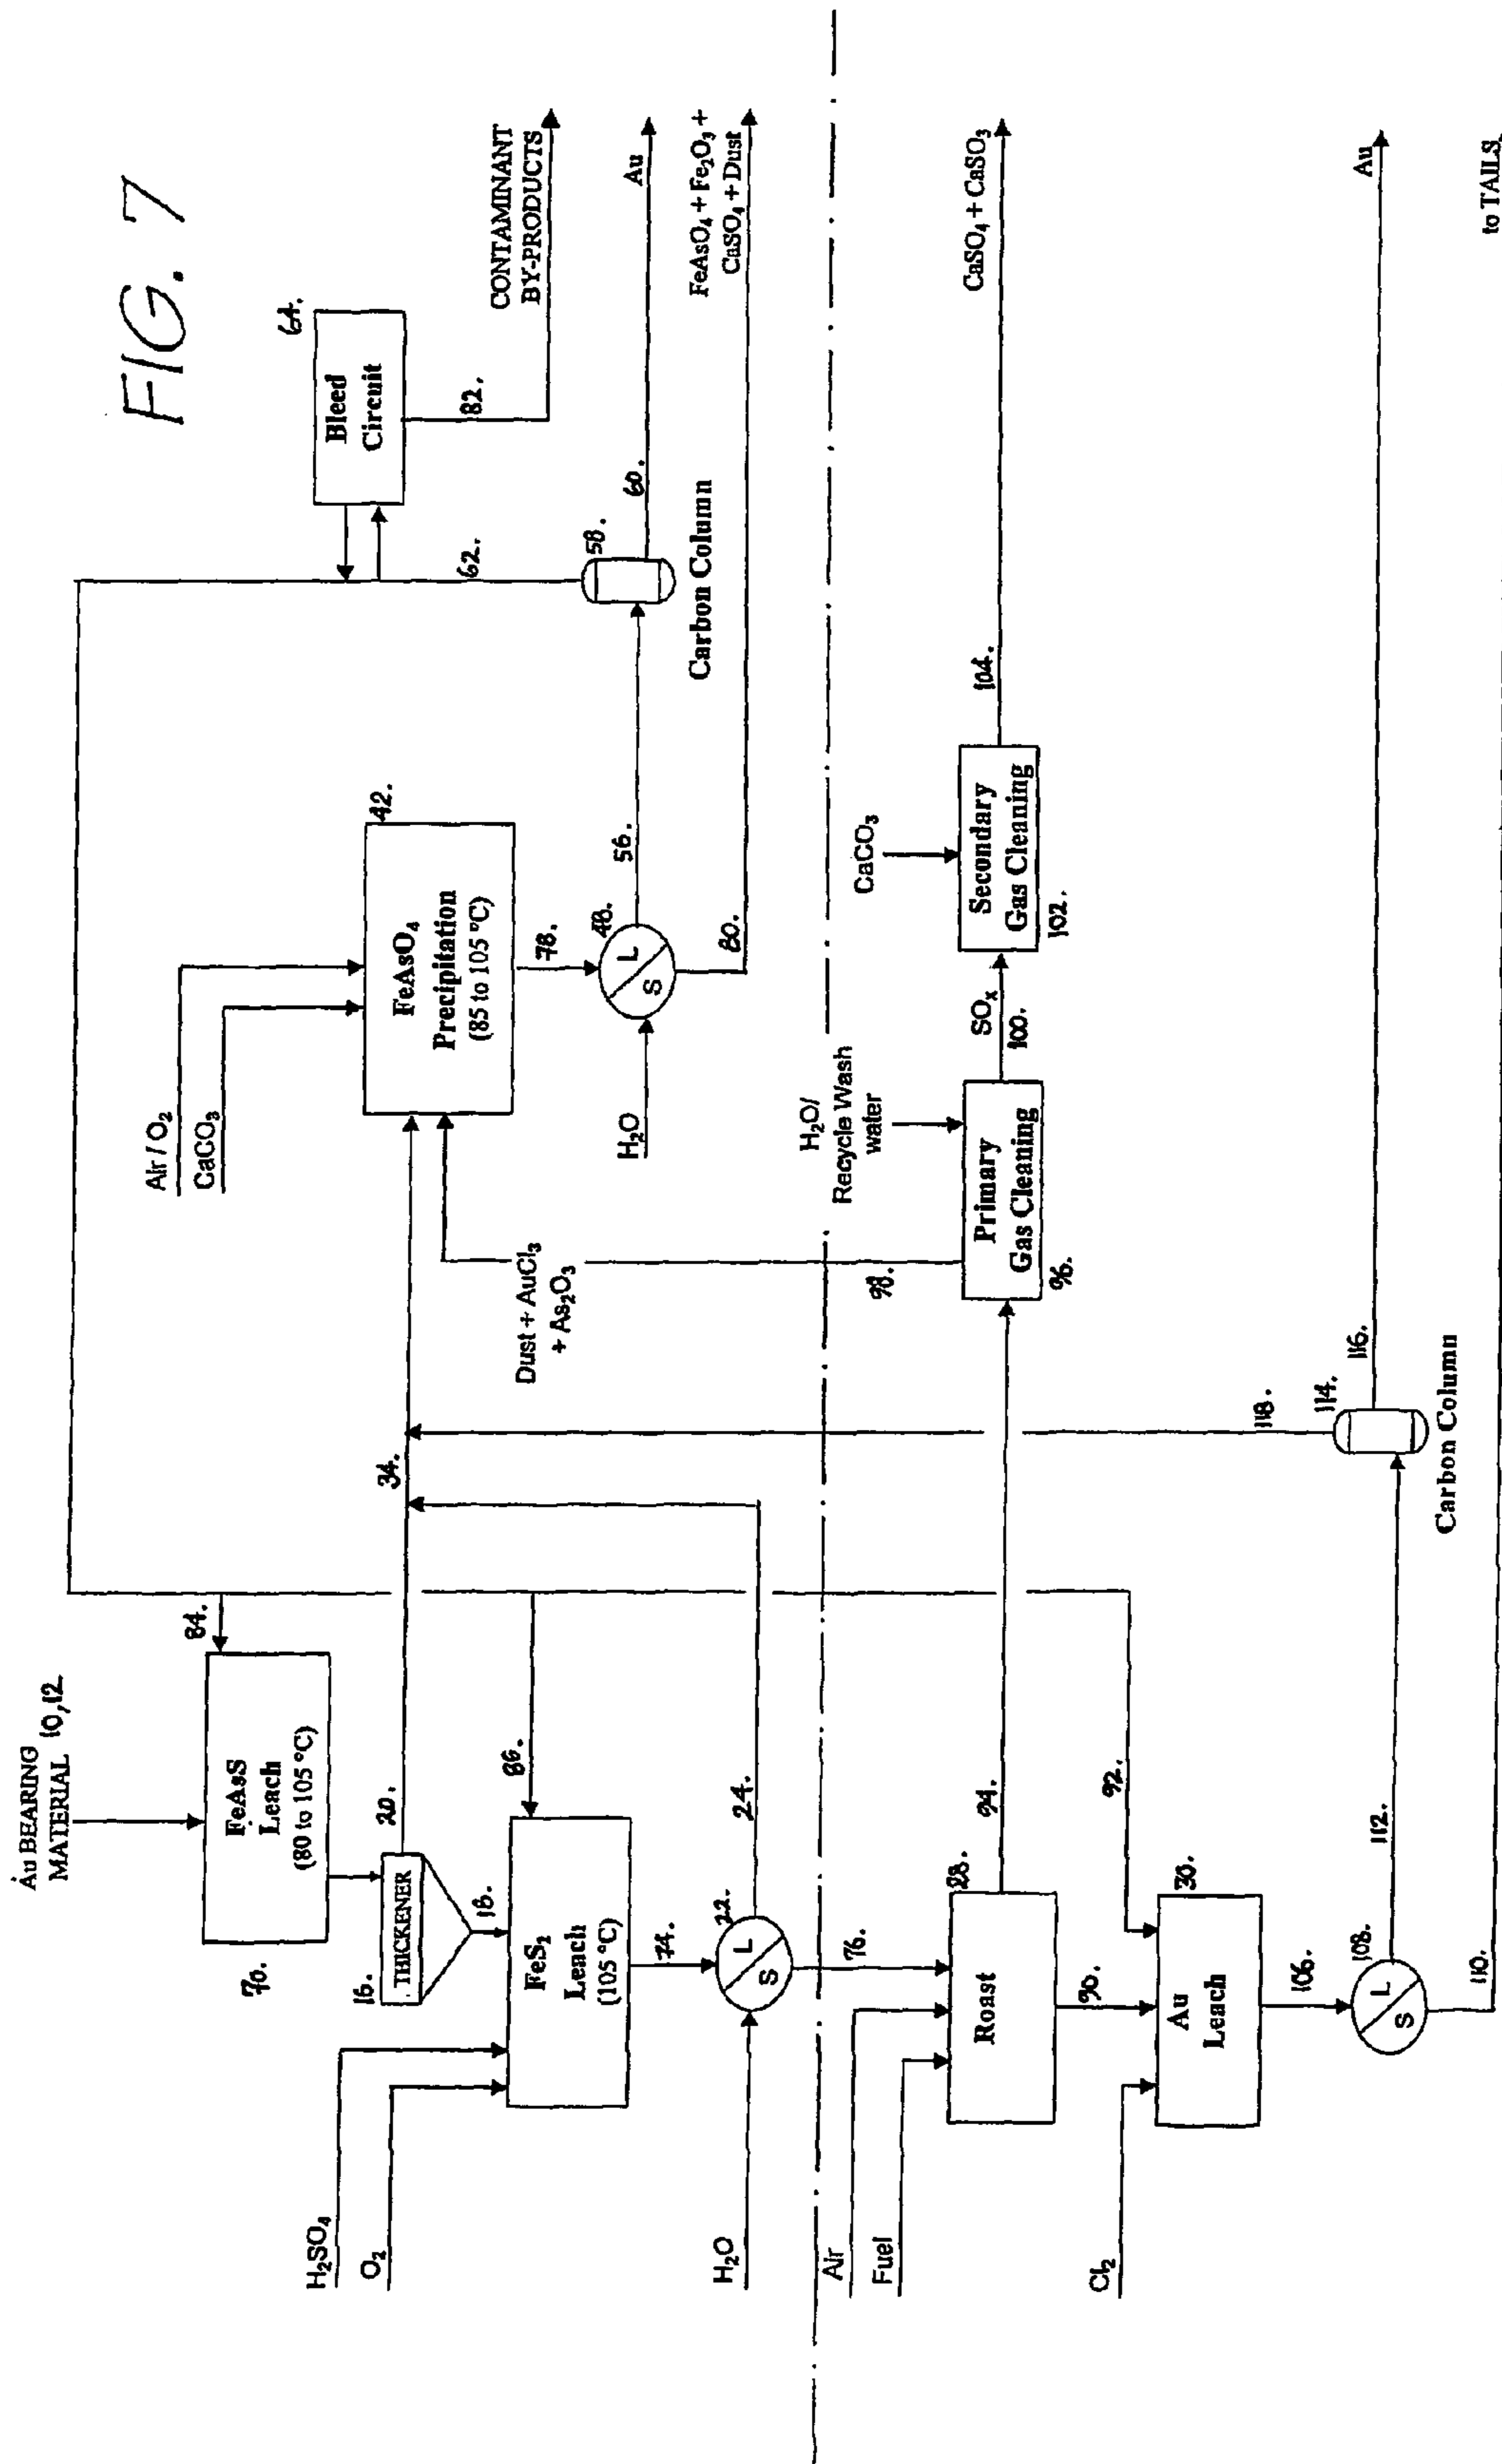 FIG. 7
Au BEARING
MATERIAL 10,12.
84.
FeAsS
Leach
(80 to 105 °C)
70.
16.
THICKENER
20.
18.
34.
H₂SO₄
O₂
86.
FeS₂
Leach
(105 °C)
74.
22.
L
S
24.
H₂O
76.
Air / O₂
CaCO₃
42.
FeAsO₄
Precipitation
(85 to 105 °C)
78.
48.
L
S
H₂O
56.
80.
58.
Carbon Column
60.
62.
64.
Bleed
Circuit
82.
CONTAMINANT
BY-PRODUCTS
Au
FeAsO₄ + Fe₂O₃ +
CaSO₄ + Dust
Dust + AuCl₃
+ As₂O₃
98.
Air
Fuel
28.
Roast
90.
94.
92.
H₂O/
Recycle Wash
water
Primary
Gas Cleaning
96.
SOₓ
100.
CaCO₃
Secondary
Gas Cleaning
102.
104.
CaSO₄ + CaSO₃
Cl₂
30.
Au
Leach
106.
108.
L
S
110.
112.
114.
Carbon Column
116.
118.
Au
to TAILS